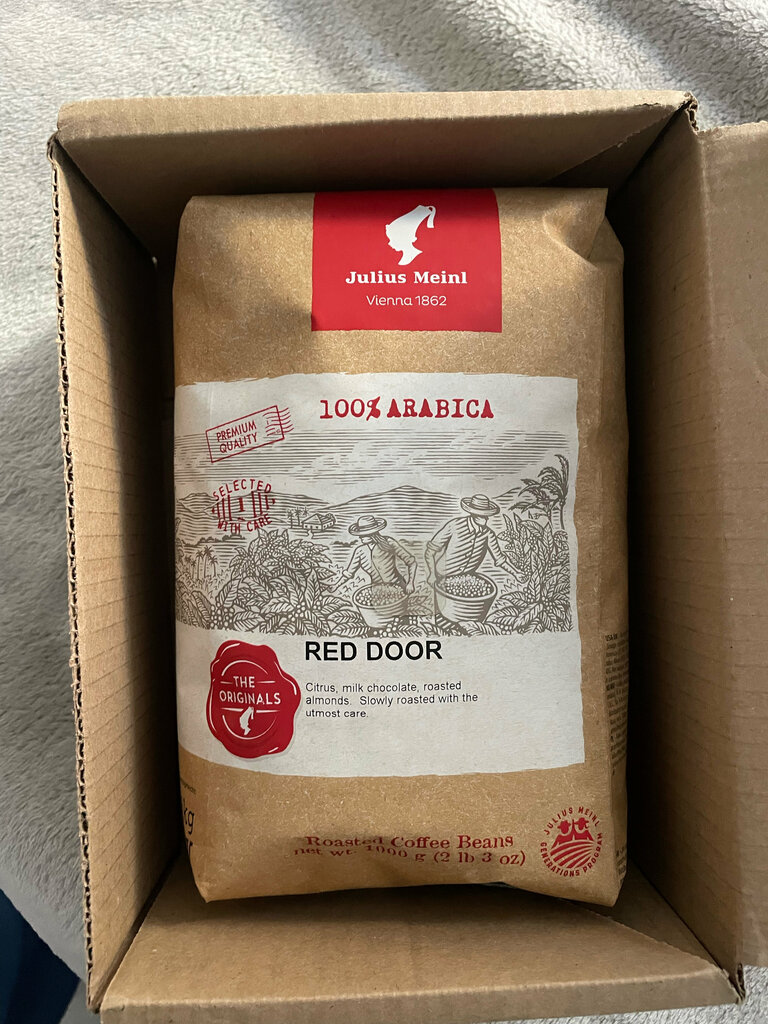 Julius Meinl
Vienna 1862
100% ARABICA
PREMIUM
QUALITY
SELECTED
1
WITH CARE
RED DOOR
THE
ORIGINALS
Citrus, milk chocolate, roasted
almonds. Slowly roasted with the
utmost care.
kg
Roasted Coffee Beans
net wt. 1000 g (2 lb 3 oz)
JULIUS MEINL
GENERATIONS PROGRAM